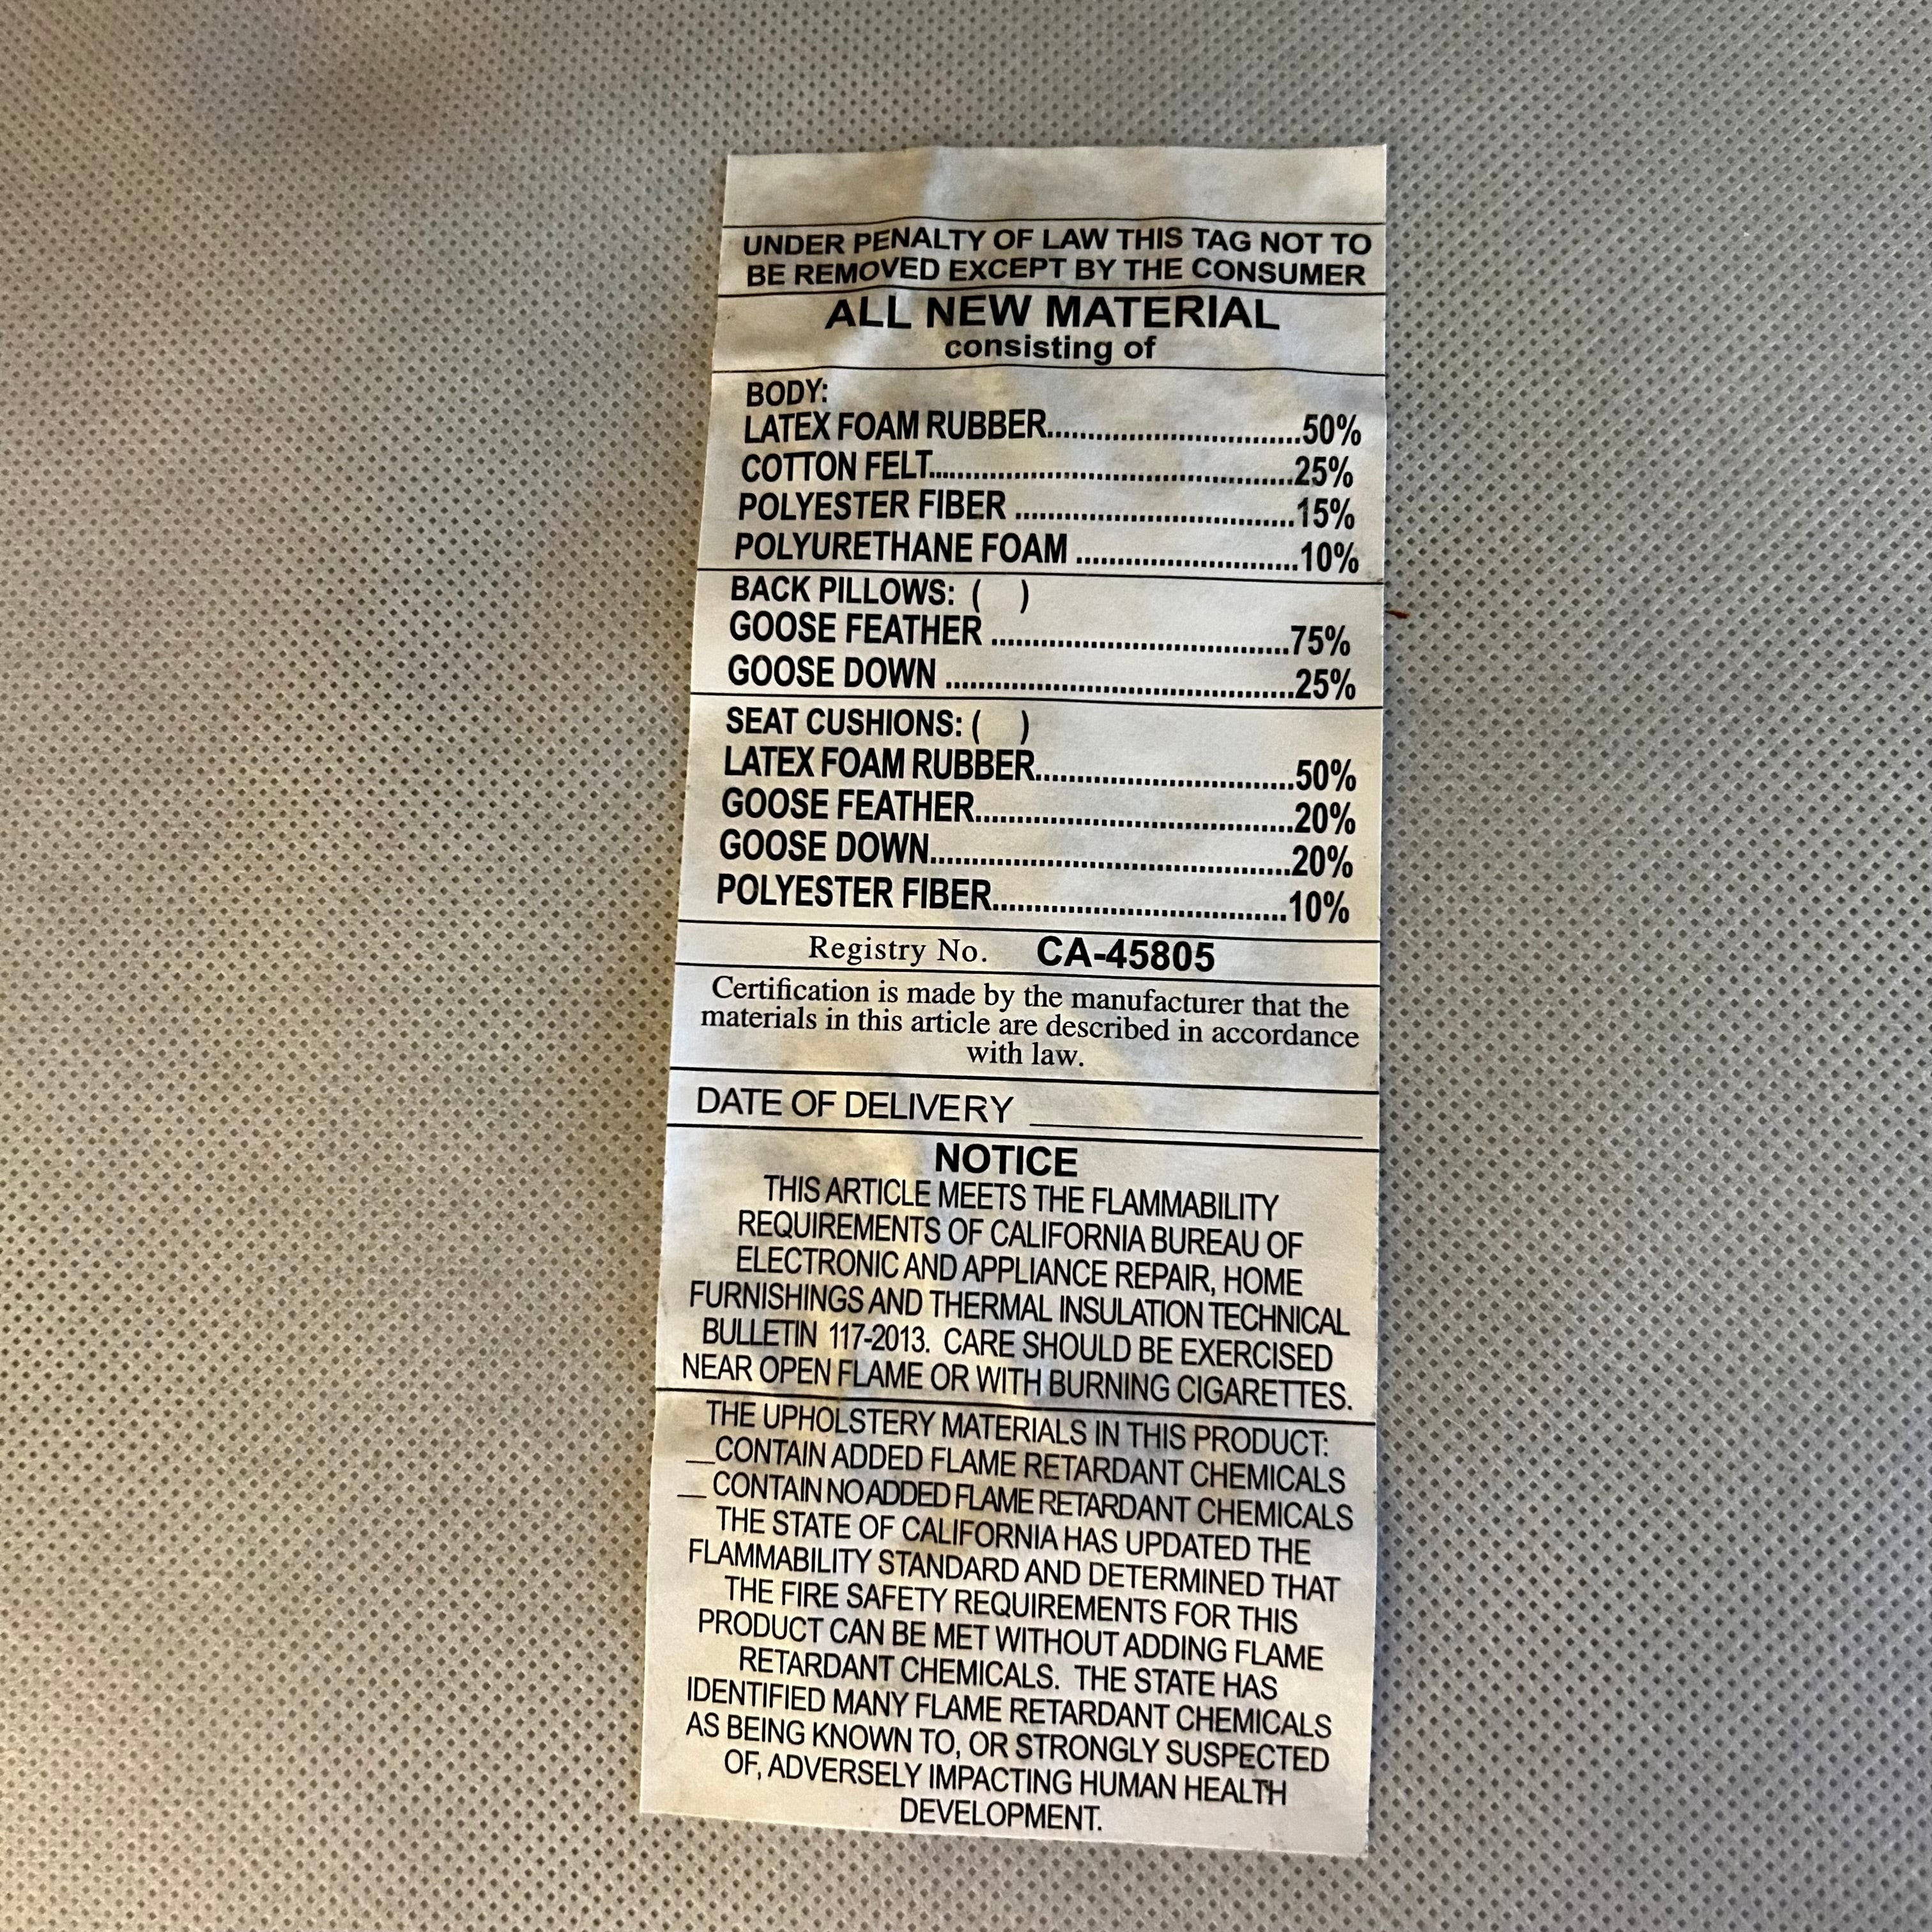 UNDER PENALTY OF LAW THIS TAG NOT TO
BE REMOVED EXCEPT BY THE CONSUMER
ALL NEW MATERIAL
consisting of
BODY:
LATEX FOAM RUBBER..............................50%
COTTON FELT...........................................25%
POLYESTER FIBER ..................................15%
POLYURETHANE FOAM ...........................10%
BACK PILLOWS: (    )
GOOSE FEATHER ....................................75%
GOOSE DOWN ..........................................25%
SEAT CUSHIONS: (    )
LATEX FOAM RUBBER...............................50%
GOOSE FEATHER......................................20%
GOOSE DOWN...........................................20%
POLYESTER FIBER...................................10%
Registry No. CA-45805
Certification is made by the manufacturer that the
materials in this article are described in accordance
with law.
DATE OF DELIVERY ____________________
NOTICE
THIS ARTICLE MEETS THE FLAMMABILITY
REQUIREMENTS OF CALIFORNIA BUREAU OF
ELECTRONIC AND APPLIANCE REPAIR, HOME
FURNISHINGS AND THERMAL INSULATION TECHNICAL
BULLETIN 117-2013. CARE SHOULD BE EXERCISED
NEAR OPEN FLAME OR WITH BURNING CIGARETTES.
THE UPHOLSTERY MATERIALS IN THIS PRODUCT:
__CONTAIN ADDED FLAME RETARDANT CHEMICALS
__ CONTAIN NO ADDED FLAME RETARDANT CHEMICALS
THE STATE OF CALIFORNIA HAS UPDATED THE
FLAMMABILITY STANDARD AND DETERMINED THAT
THE FIRE SAFETY REQUIREMENTS FOR THIS
PRODUCT CAN BE MET WITHOUT ADDING FLAME
RETARDANT CHEMICALS. THE STATE HAS
IDENTIFIED MANY FLAME RETARDANT CHEMICALS
AS BEING KNOWN TO, OR STRONGLY SUSPECTED
OF, ADVERSELY IMPACTING HUMAN HEALTH
DEVELOPMENT.